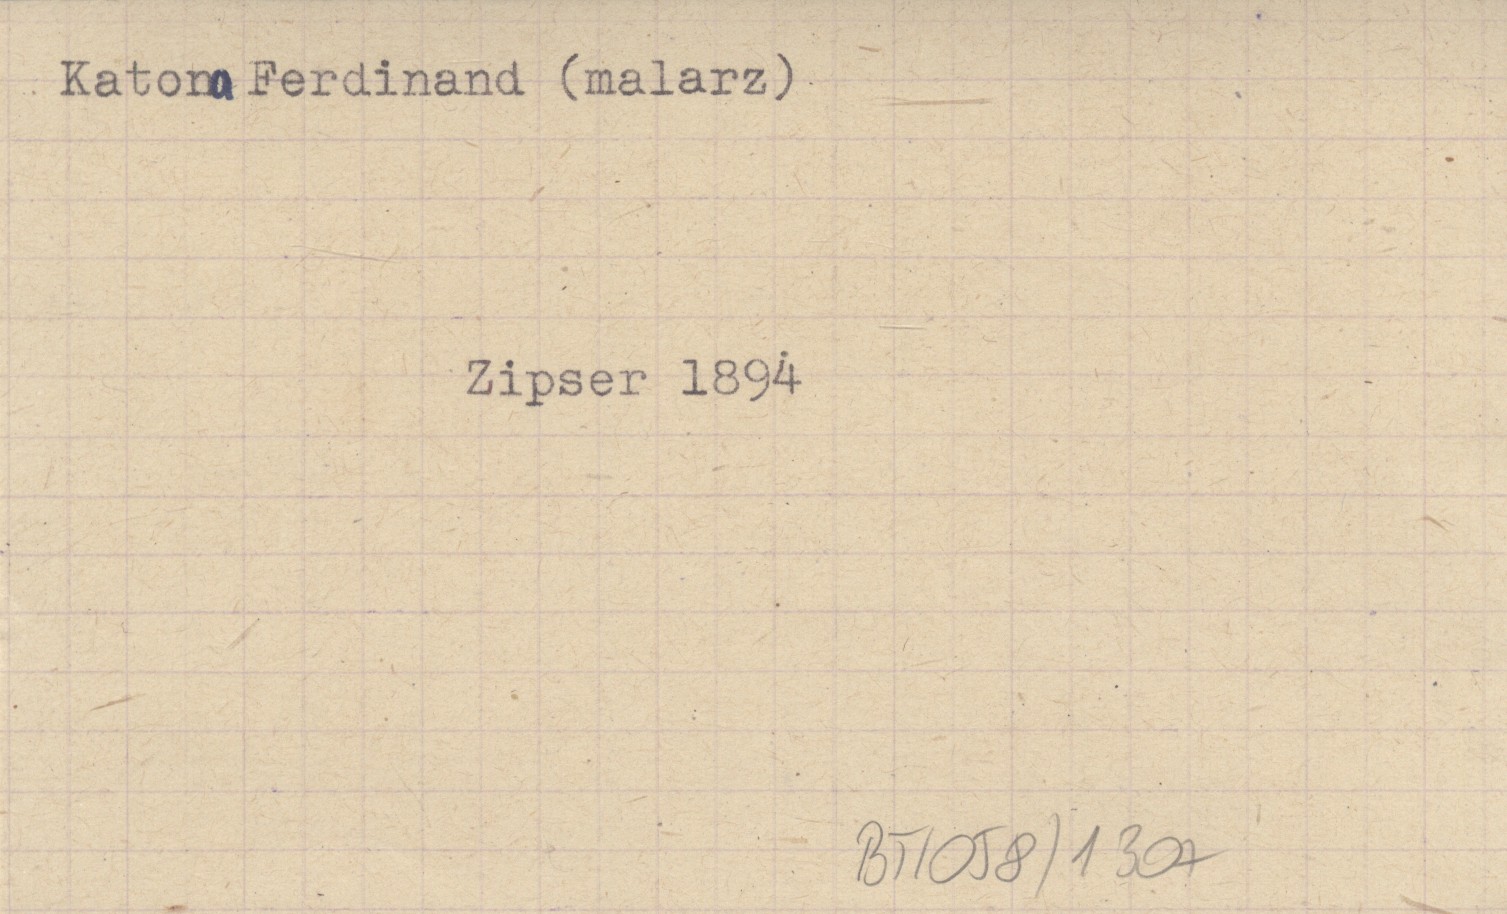 Katona Ferdinand (malarz)
Zipser 1894
BT/058/1307